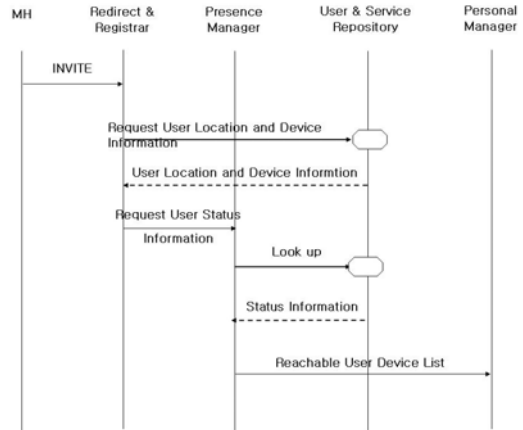 MH
Redirect &
Registrar
Presence
Manager
User & Service
Repository
Personal
Manager
INVITE
Request User Location and Device
Information
User Location and Device Informtion
Request User Status
Information
Look up
Status Information
Reachable User Device List